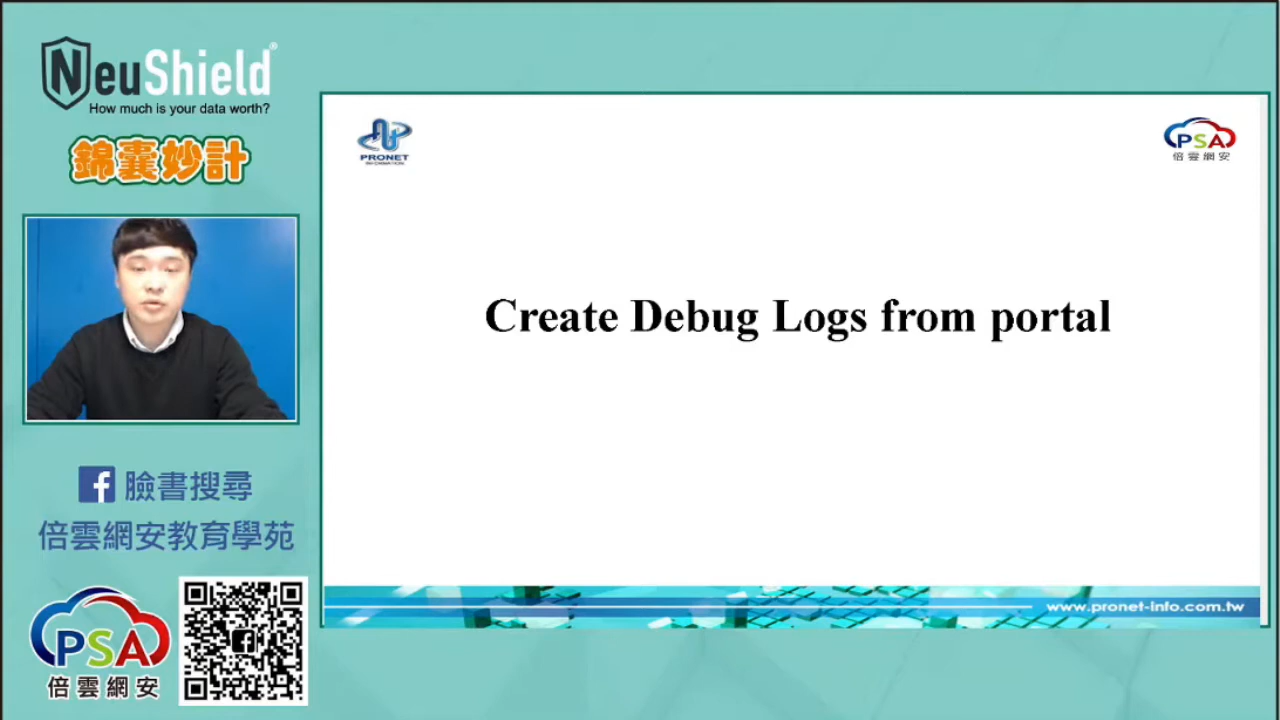 NeuShield®
How much is your data worth?
錦囊妙計
臉書搜尋
倍雲網安教育學苑
PSA
倍雲網安
PRONET
PSA
倍雲網安
Create Debug Logs from portal
www.pronet-info.com.tw